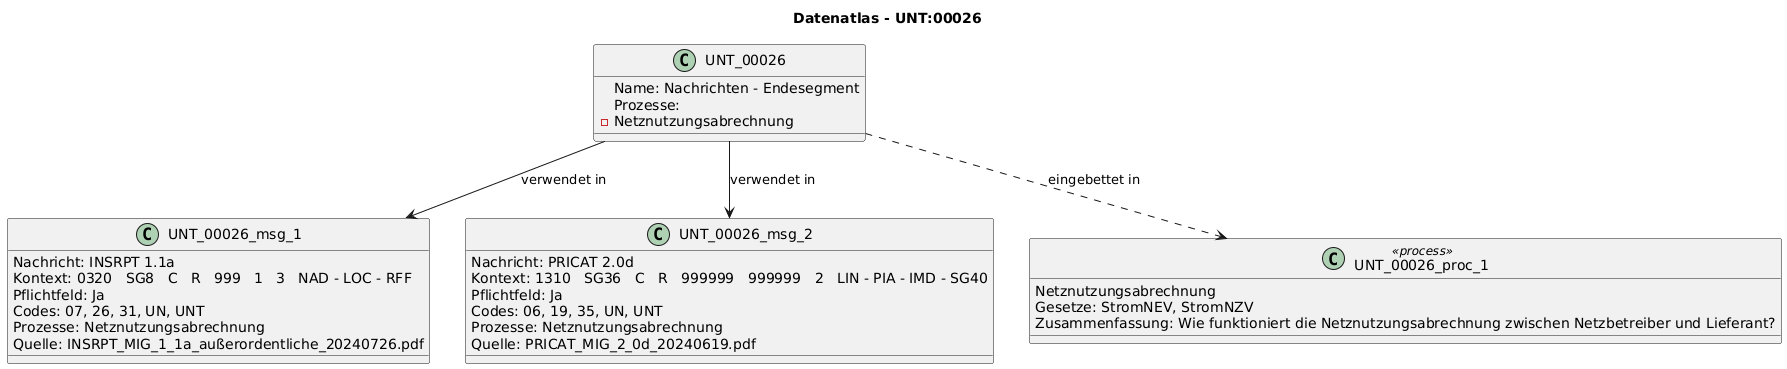 Datenatlas - UNT:00026
C UNT_00026
Name: Nachrichten - Endesegment
Prozesse:
Netznutzungsabrechnung
verwendet in
verwendet in
eingebettet in
C UNT_00026_msg_1
Nachricht: INSRPT 1.1a
Kontext: 0320   SG8   C   R   999   1   3   NAD - LOC - RFF
Pflichtfeld: Ja
Codes: 07, 26, 31, UN, UNT
Prozesse: Netznutzungsabrechnung
Quelle: INSRPT_MIG_1_1a_außerordentliche_20240726.pdf
C UNT_00026_msg_2
Nachricht: PRICAT 2.0d
Kontext: 1310   SG36   C   R   999999   999999   2   LIN - PIA - IMD - SG40
Pflichtfeld: Ja
Codes: 06, 19, 35, UN, UNT
Prozesse: Netznutzungsabrechnung
Quelle: PRICAT_MIG_2_0d_20240619.pdf
«process»
C UNT_00026_proc_1
Netznutzungsabrechnung
Gesetze: StromNEV, StromNZV
Zusammenfassung: Wie funktioniert die Netznutzungsabrechnung zwischen Netzbetreiber und Lieferant?